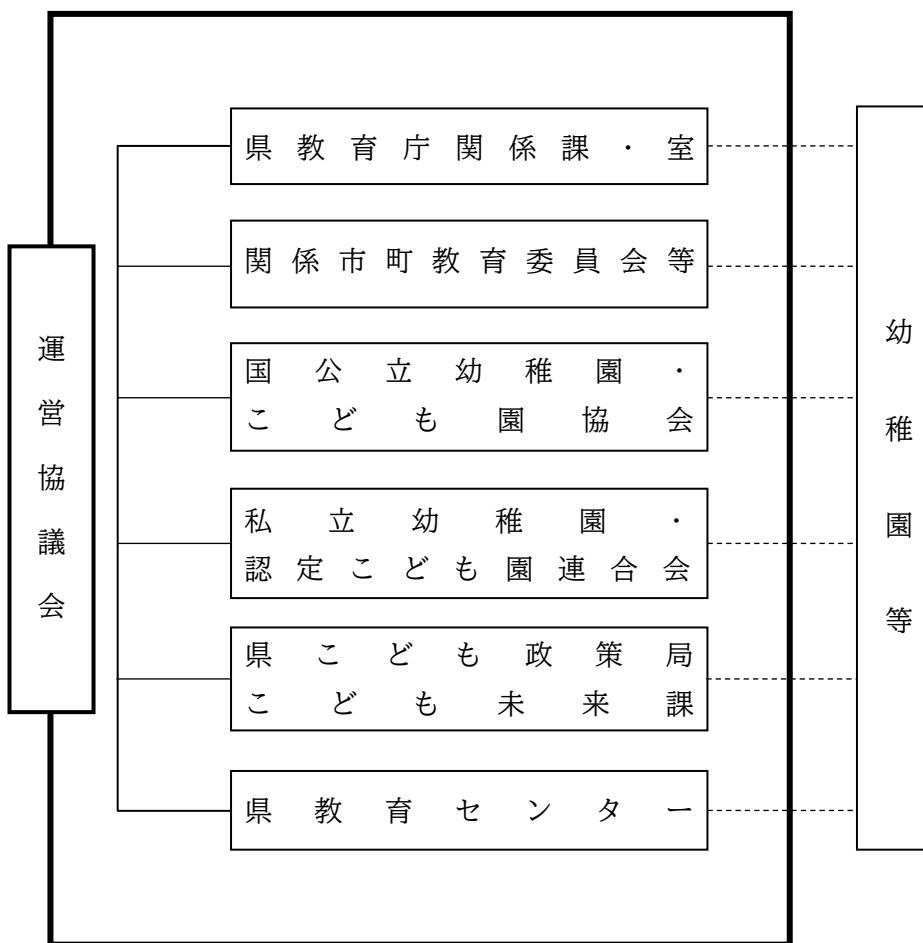 運営協議会
県教育庁関係課・室
関係市町教育委員会等
国公立幼稚園・
こども園協会
私立幼稚園・
認定こども園連合会
県こども政策局
こども未来課
県教育センター
幼稚園等